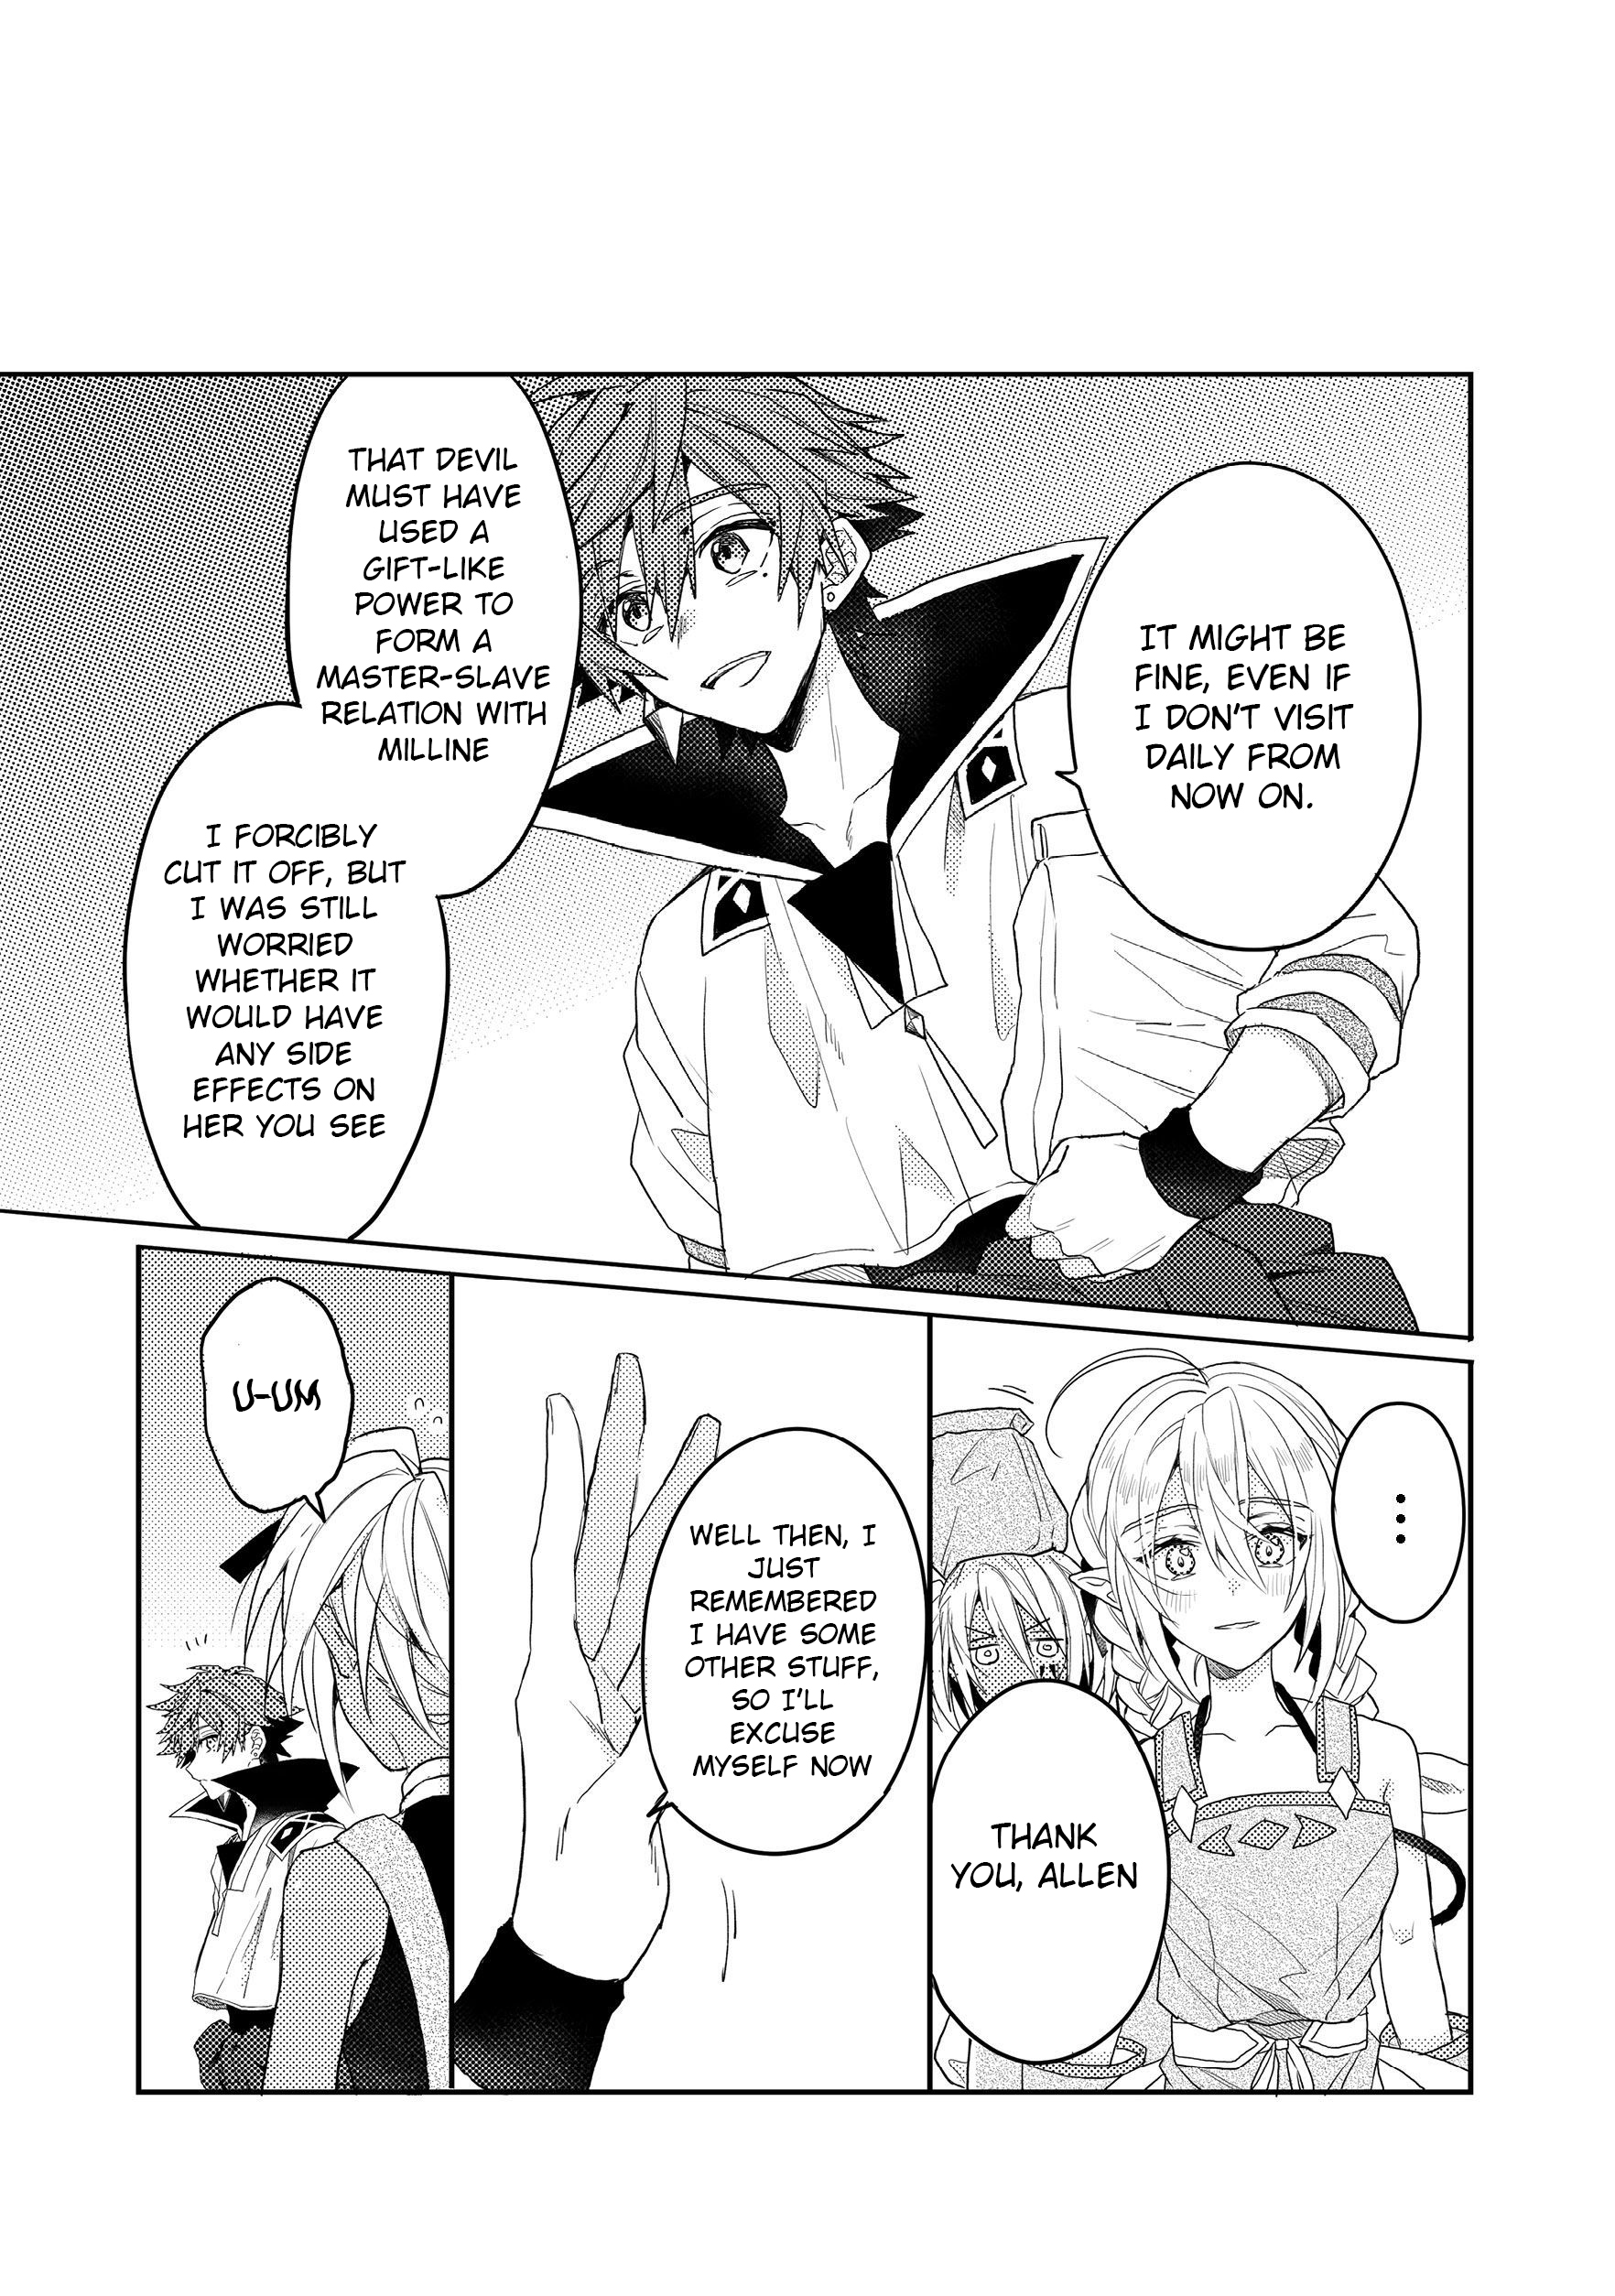 IT MIGHT BE
FINE, EVEN IF
I DON'T VISIT
DAILY FROM
NOW ON.
THAT DEVIL
MUST HAVE
USED A
GIFT-LIKE
POWER TO
FORM A
MASTER-SLAVE
RELATION WITH
MILLINE
I FORCIBLY
CUT IT OFF, BUT
I WAS STILL
WORRIED
WHETHER IT
WOULD HAVE
ANY SIDE
EFFECTS ON
HER YOU SEE
...
THANK
YOU, ALLEN
WELL THEN, I
JUST
REMEMBERED
I HAVE SOME
OTHER STUFF,
SO I'LL
EXCUSE
MYSELF NOW
U-UM